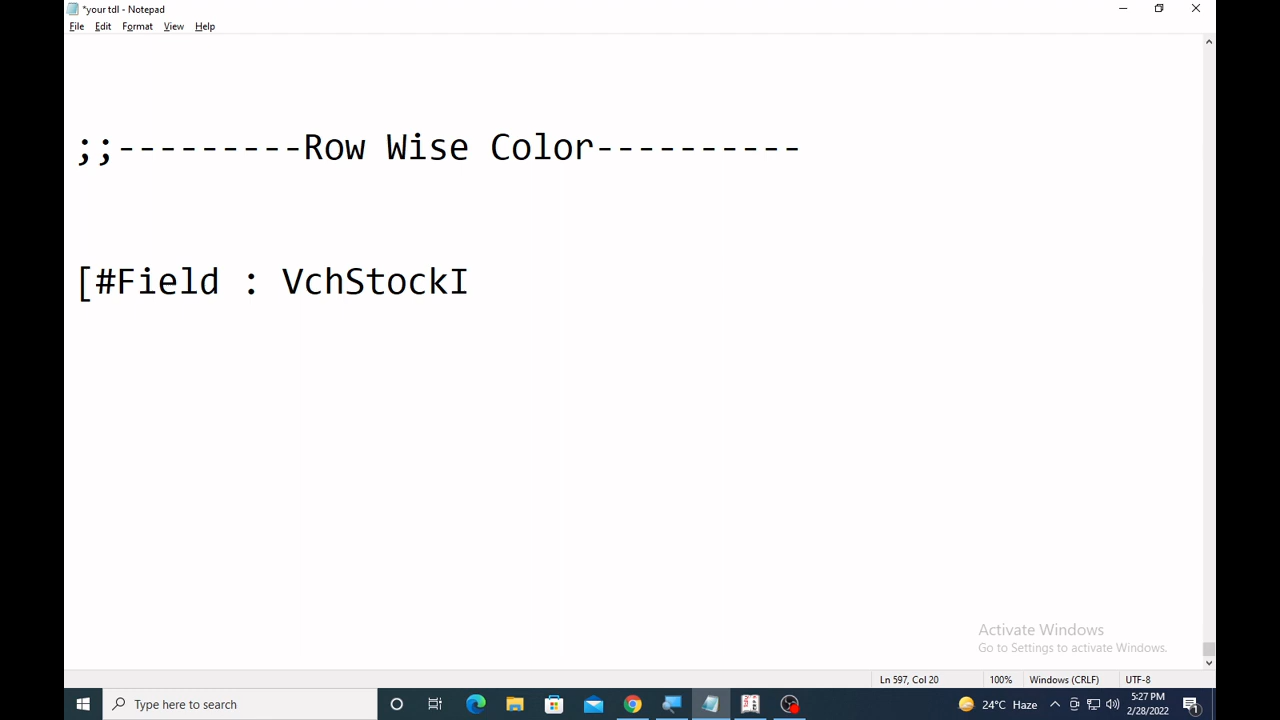 *your tdl - Notepad
File Edit Format View Help
;;---------Row Wise Color----------
[#Field : VchStockI
Activate Windows
Go to Settings to activate Windows.
Ln 597, Col 20 100% Windows (CRLF) UTF-8
Type here to search
24°C Haze
5:27 PM
2/28/2022
1